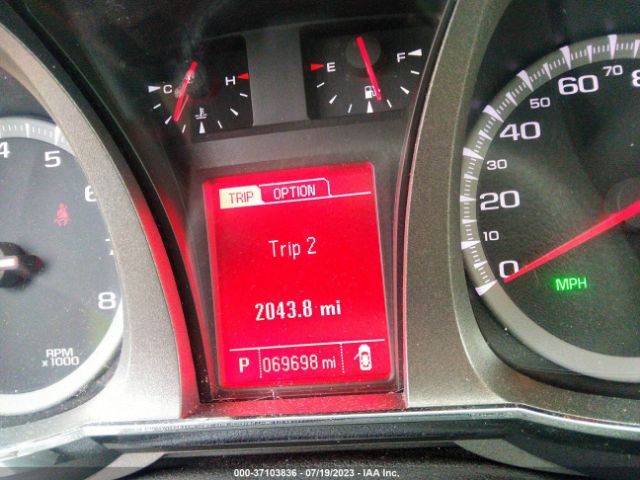 C H
E F
TRIP OPTION
Trip 2
2043.8 mi
P 069698 mi
4 5 6 7 8
RPM
x1000
0 10 20 30 40 50 60 70 8
MPH
000-37103836 - 07/19/2023 - IAA Inc.